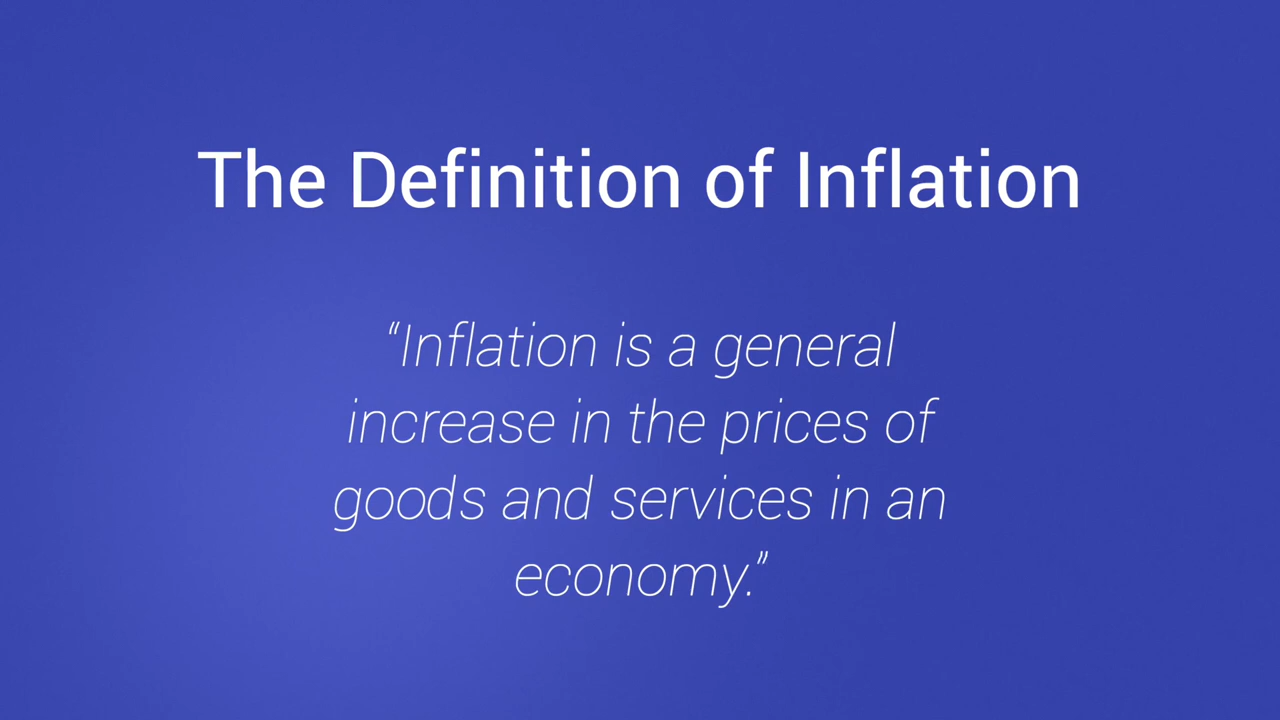 The Definition of Inflation
“Inflation is a general
increase in the prices of
goods and services in an
economy.”